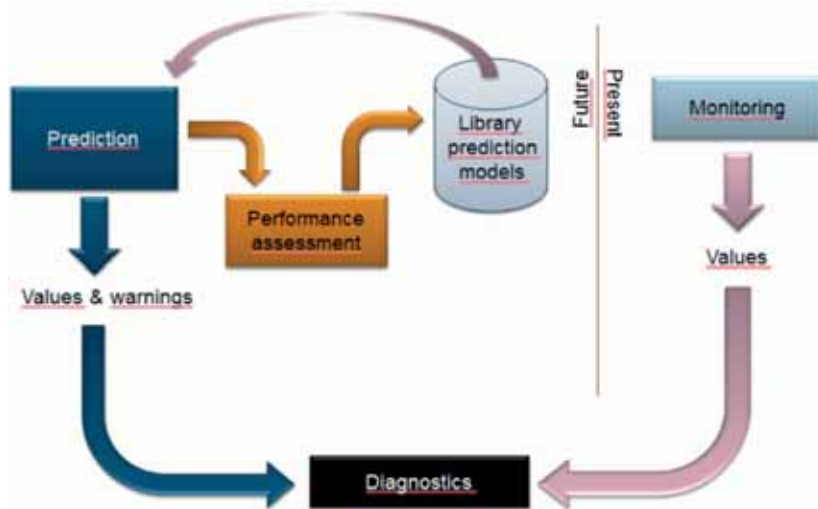 Prediction
Performance
assessment
Library
prediction
models
Future
Present
Monitoring
Values & warnings
Values
Diagnostics